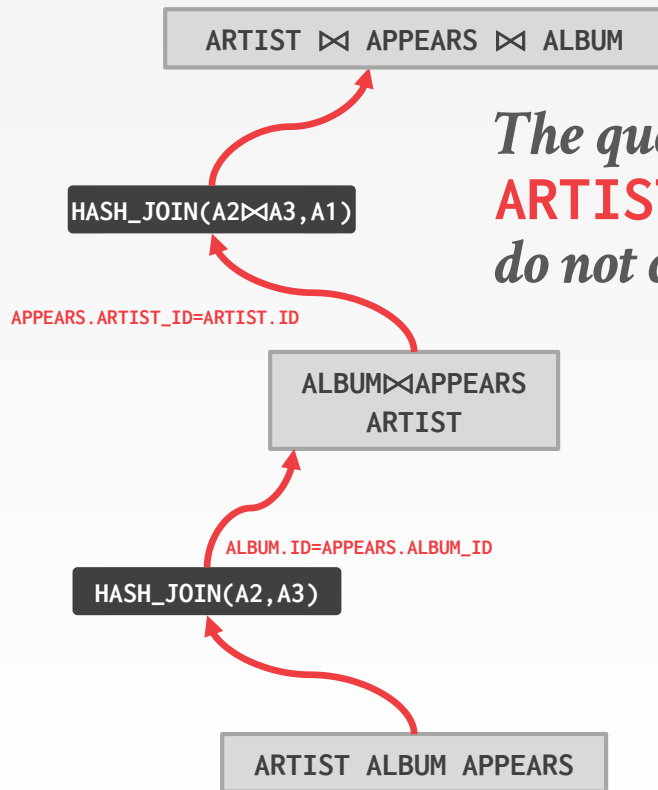 ARTIST ⋈ APPEARS ⋈ ALBUM
The
ARTIST
do not
HASH_JOIN(A2⋈A3,A1)
APPEARS.ARTIST_ID=ARTIST.ID
ALBUM⋈APPEARS
ARTIST
ALBUM.ID=APPEARS.ALBUM_ID
HASH_JOIN(A2,A3)
ARTIST ALBUM APPEARS